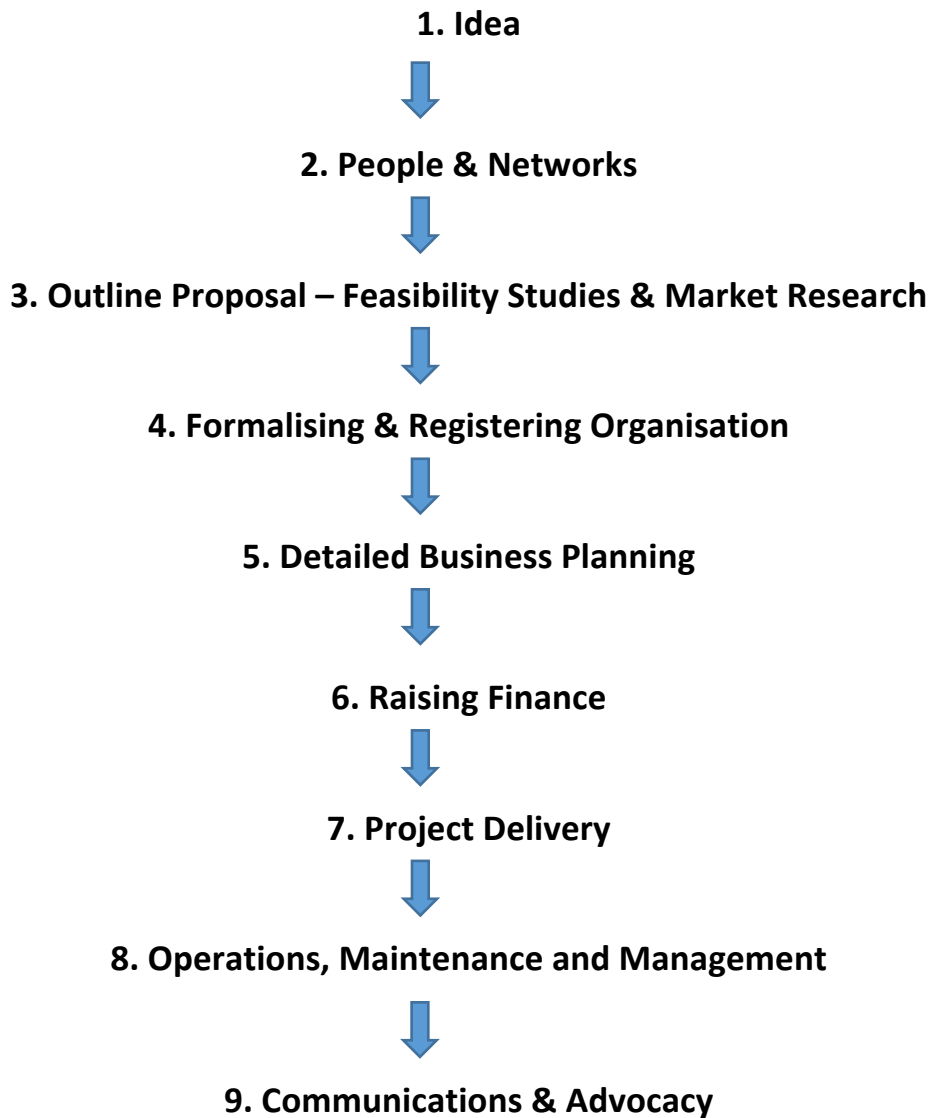 1. Idea
2. People & Networks
3. Outline Proposal – Feasibility Studies & Market Research
4. Formalising & Registering Organisation
5. Detailed Business Planning
6. Raising Finance
7. Project Delivery
8. Operations, Maintenance and Management
9. Communications & Advocacy